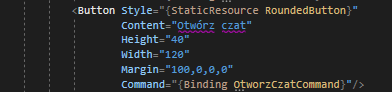 <Button Style="{StaticResource RoundedButton}"
Content="Otwórz czat"
Height="40"
Width="120"
Margin="100,0,0,0"
Command="{Binding OtworzCzatCommand}"/>